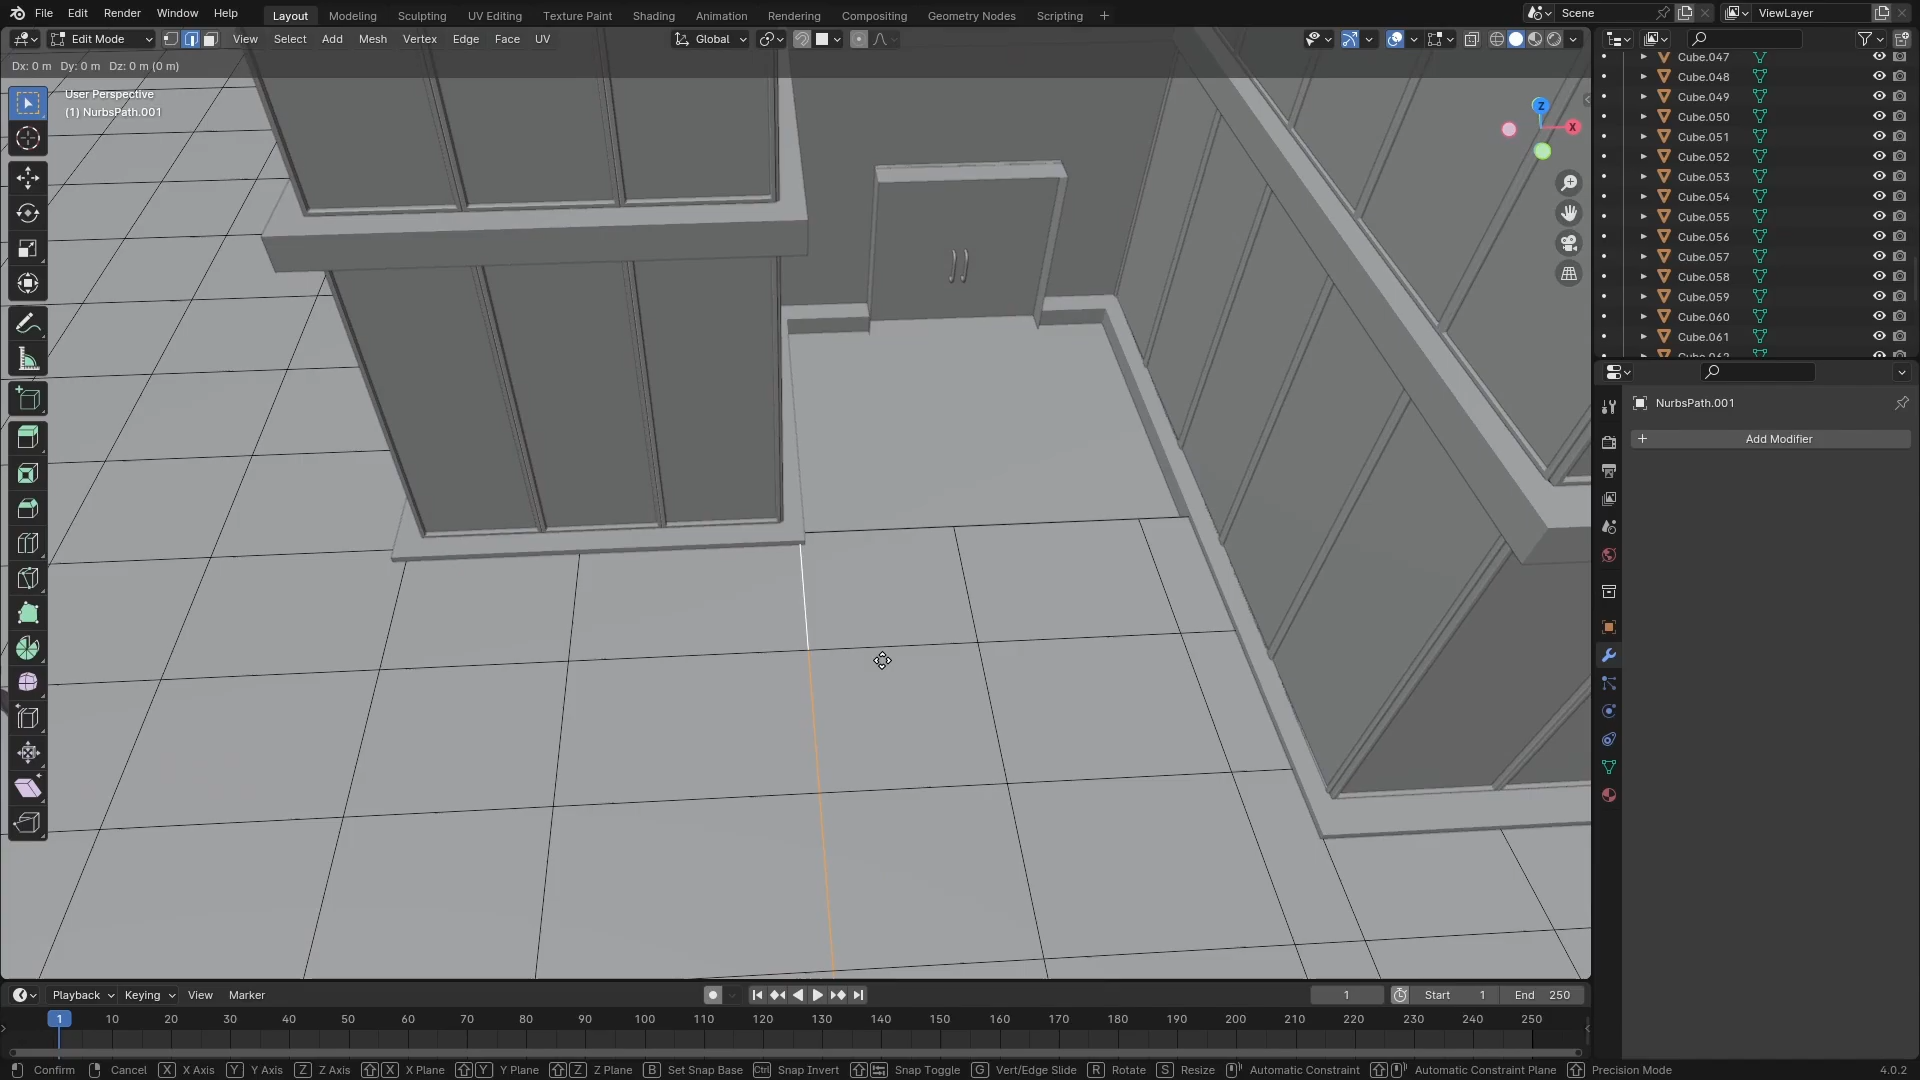 File Edit Render Window Help Layout Modeling Sculpting UV Editing Texture Paint Shading Animation Rendering Compositing Geometry Nodes Scripting + Scene ViewLayer
Edit Mode View Select Add Mesh Vertex Edge Face UV Global
Dx: 0 m Dy: 0 m Dz: 0 m (0 m)
User Perspective
(1) NurbsPath.001
Z
X
Cube.047
Cube.048
Cube.049
Cube.050
Cube.051
Cube.052
Cube.053
Cube.054
Cube.055
Cube.056
Cube.057
Cube.058
Cube.059
Cube.060
Cube.061
Cube.062
NurbsPath.001
+ Add Modifier
Playback Keying View Marker 1 Start 1 End 250
1 10 20 30 40 50 60 70 80 90 100 110 120 130 140 150 160 170 180 190 200 210 220 230 240 250
Confirm Cancel X X Axis Y Y Axis Z Z Axis X X Plane Y Y Plane Z Z Plane B Set Snap Base Ctrl Snap Invert Snap Toggle G Vert/Edge Slide R Rotate S Resize Automatic Constraint Automatic Constraint Plane Precision Mode 4.0.2